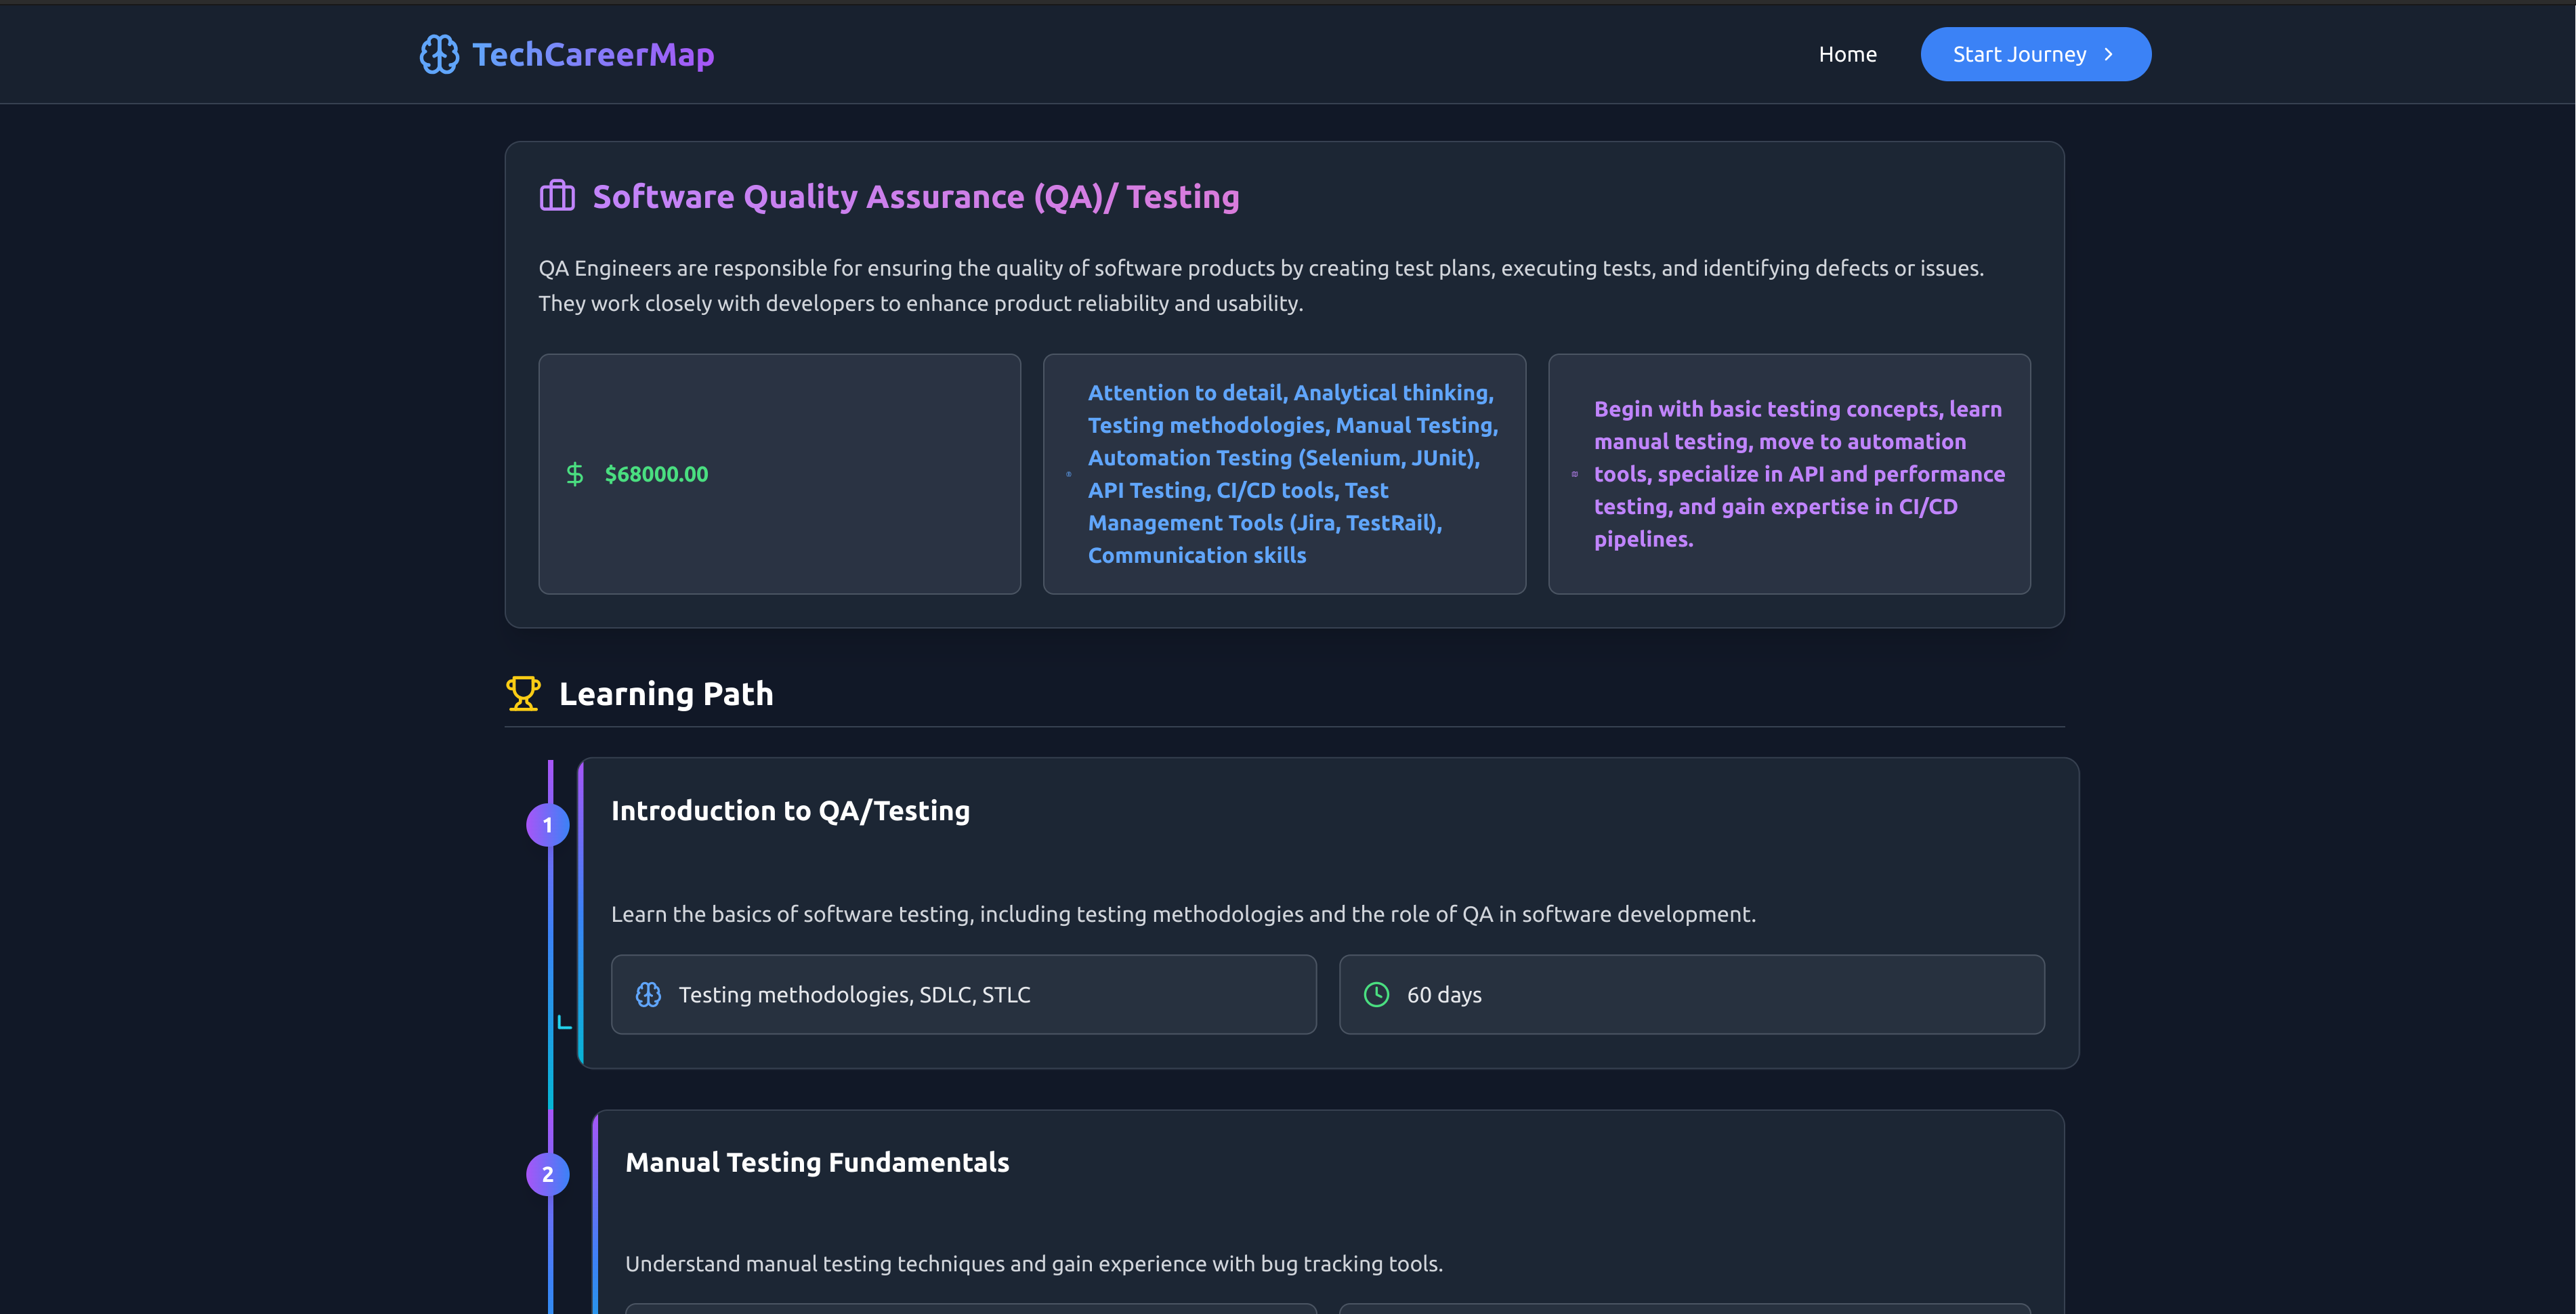 TechCareerMap
Home
Start Journey
Software Quality Assurance (QA)/ Testing
QA Engineers are responsible for ensuring the quality of software products by creating test plans, executing tests, and identifying defects or issues.
They work closely with developers to enhance product reliability and usability.
$68000.00
Attention to detail, Analytical thinking,
Testing methodologies, Manual Testing,
Automation Testing (Selenium, JUnit),
API Testing, CI/CD tools, Test
Management Tools (Jira, TestRail),
Communication skills
Begin with basic testing concepts, learn
manual testing, move to automation
tools, specialize in API and performance
testing, and gain expertise in CI/CD
pipelines.
Learning Path
1
Introduction to QA/Testing
Learn the basics of software testing, including testing methodologies and the role of QA in software development.
Testing methodologies, SDLC, STLC
60 days
2
Manual Testing Fundamentals
Understand manual testing techniques and gain experience with bug tracking tools.